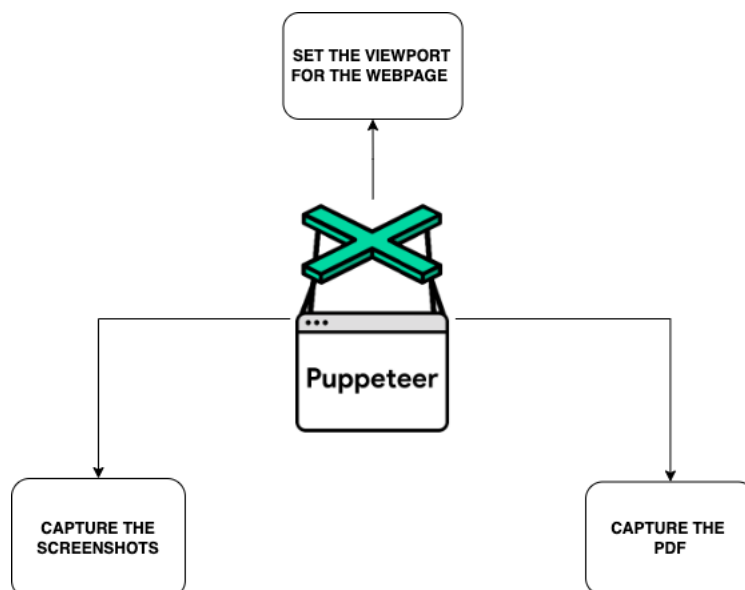 SET THE VIEWPORT
FOR THE WEBPAGE
Puppeteer
CAPTURE THE
SCREENSHOTS
CAPTURE THE
PDF